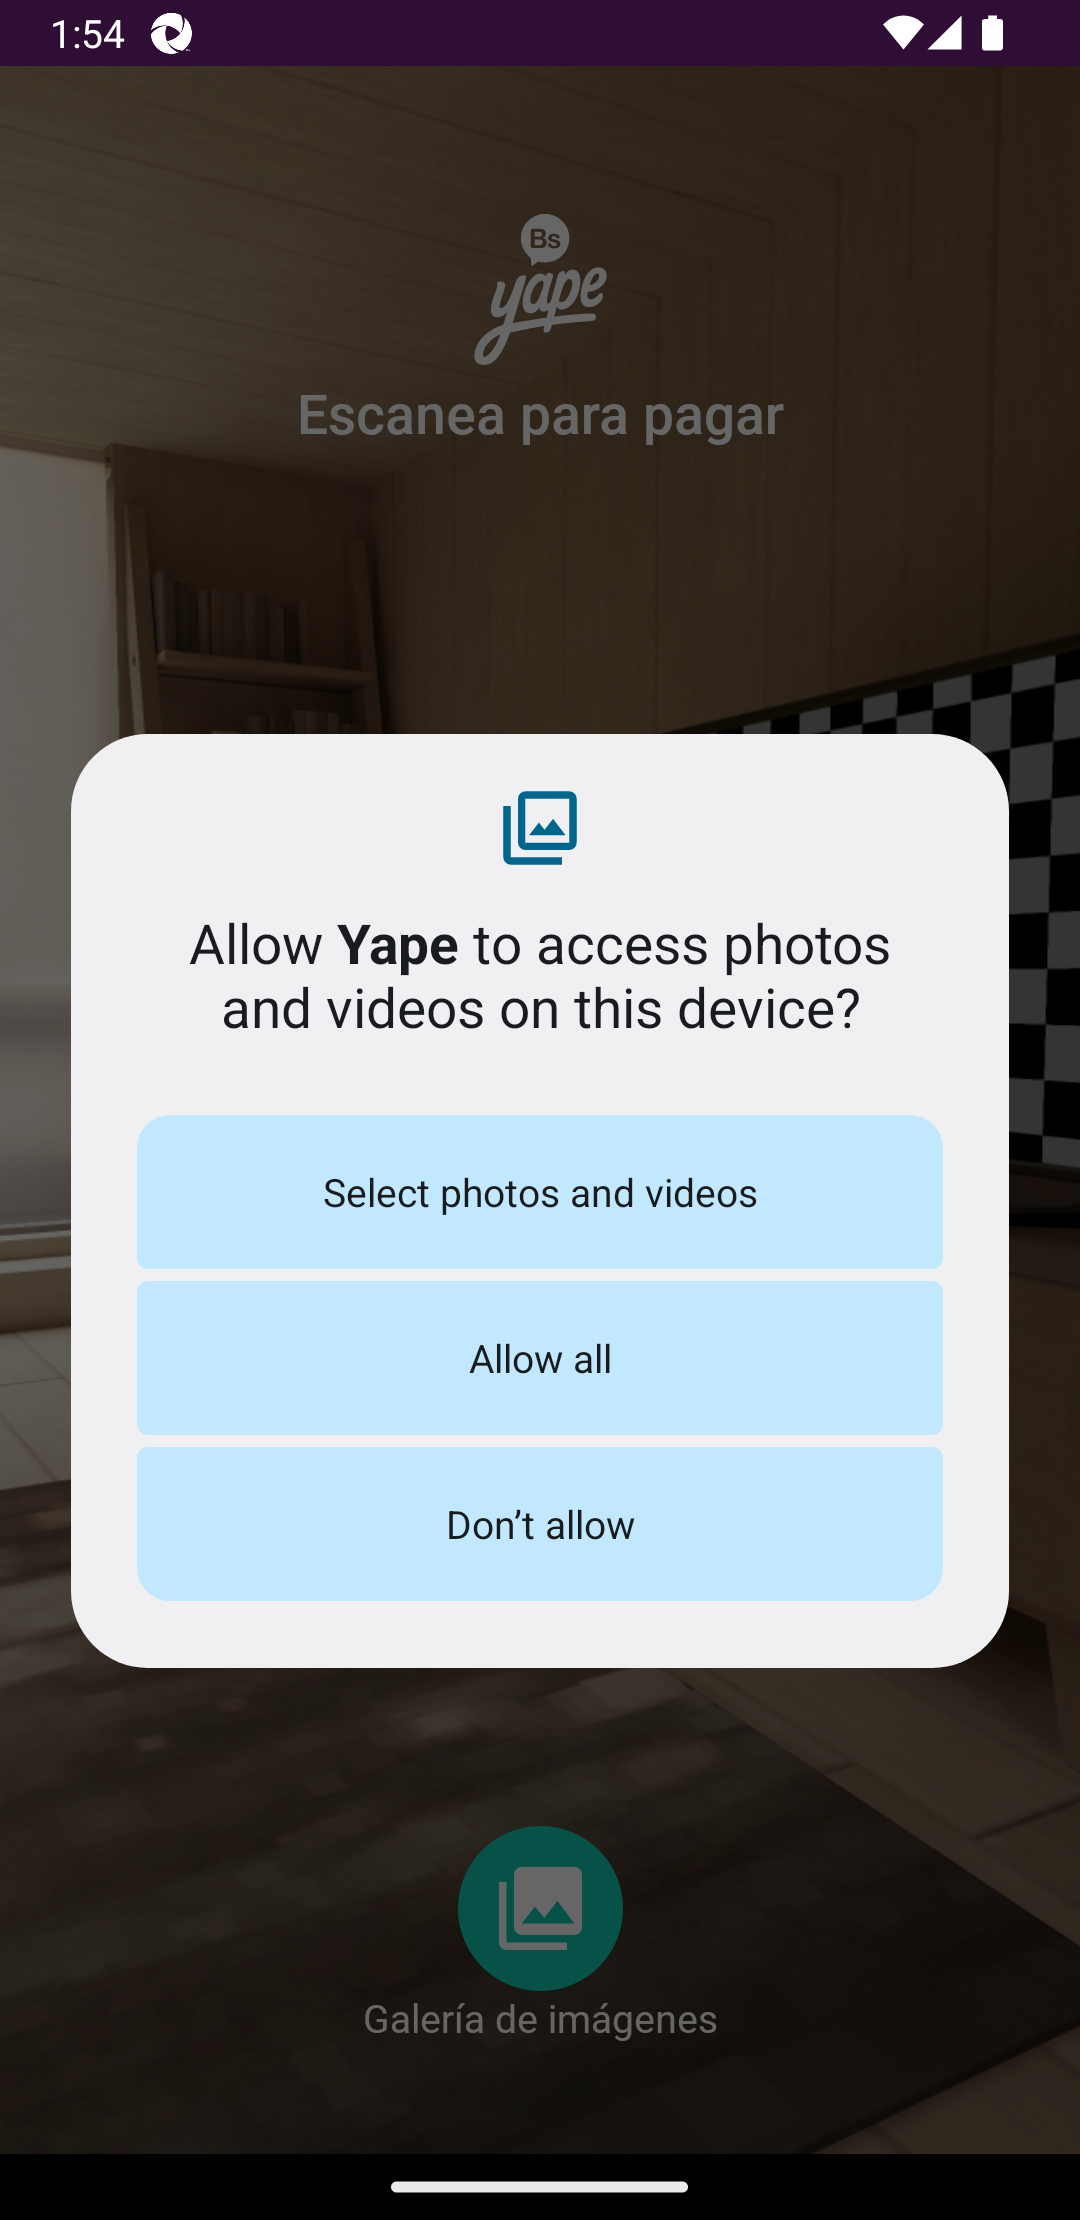 1:54
Bs
yape
Escanea para pagar
Allow Yape to access photos
and videos on this device?
Select photos and videos
Allow all
Don’t allow
Galería de imágenes